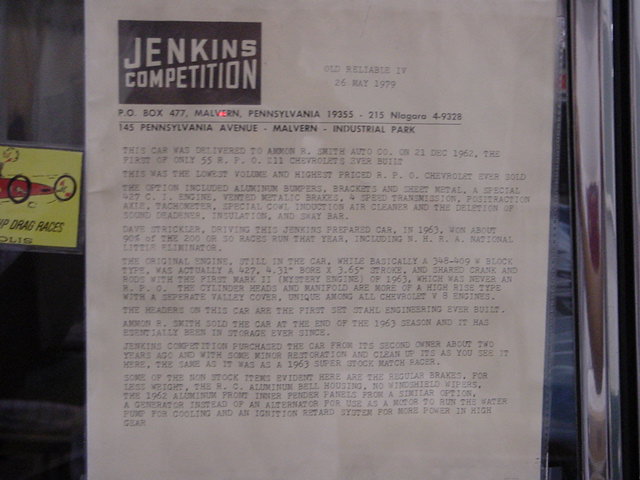 JENKINS
COMPETITION
OLD RELIABLE IV
26 MAY 1979
P.O. BOX 477, MALVERN, PENNSYLVANIA 19355 - 215 Niagara 4-9328
145 PENNSYLVANIA AVENUE - MALVERN - INDUSTRIAL PARK
THIS CAR WAS DELIVERED TO AMMON R. SMITH AUTO CO. ON 21 DEC 1962, THE
FIRST OF ONLY 55 R. P. O. Z11 CHEVROLETS EVER BUILT
THIS WAS THE LOWEST VOLUME AND HIGHEST PRICED R. P. O. CHEVROLET EVER SOLD
THE OPTION INCLUDED ALUMINUM BUMPERS, BRACKETS AND SHEET METAL, A SPECIAL
427 C. I. ENGINE, VENTED METALIC BRAKES, 4 SPEED TRANSMISSION, POSITRACTION
AXLE, TACHOMETER, SPECIAL COWL INDUCTION AIR CLEANER AND THE DELETION OF
SOUND DEADENER, INSULATION, AND SWAY BAR.
DAVE STRICKLER, DRIVING THIS JENKINS PREPARED CAR, IN 1963, WON ABOUT
90% OF THE 200 OR SO RACES RUN THAT YEAR, INCLUDING N. H. R. A. NATIONAL
LITTLE ELIMINATOR.
THE ORIGINAL ENGINE, STILL IN THE CAR, WHILE BASICALLY A 348-409 W BLOCK
TYPE, WAS ACTUALLY A 427, 4.31" BORE X 3.65" STROKE, AND SHARED CRANK AND
RODS WITH THE FIRST MARK II (MYSTERY ENGINE) OF 1963, WHICH WAS NEVER AN
R. P. O. THE CYLINDER HEADS AND MANIFOLD ARE MORE OF A HIGH RISE TYPE
WITH A SEPERATE VALLEY COVER, UNIQUE AMONG ALL CHEVROLET V 8 ENGINES.
THE HEADERS ON THIS CAR ARE THE FIRST SET STAHL ENGINEERING EVER BUILT.
AMMON R. SMITH SOLD THE CAR AT THE END OF THE 1963 SEASON AND IT HAS
ESENTIALLY BEEN IN STORAGE EVER SINCE.
JENKINS COMPETITION PURCHASED THE CAR FROM ITS SECOND OWNER ABOUT TWO
YEARS AGO AND WITH SOME MINOR RESTORATION AND CLEAN UP ITS AS YOU SEE IT
HERE, THE SAME AS IT WAS AS A 1963 SUPER STOCK MATCH RACER.
SOME OF THE NON STOCK ITEMS EVIDENT HERE ARE THE REGULAR BRAKES, FOR
LESS WEIGHT, THE R. C. ALUMINUM BELL HOUSING, NO WINDSHIELD WIPERS,
THE 1962 ALUMINUM FRONT INNER FENDER PANELS FROM A SIMILAR OPTION,
A GENERATOR INSTEAD OF AN ALTERNATOR FOR USE AS A MOTOR TO RUN THE WATER
PUMP FOR COOLING AND AN IGNITION RETARD SYSTEM FOR MORE POWER IN HIGH
GEAR
DRAG RACES